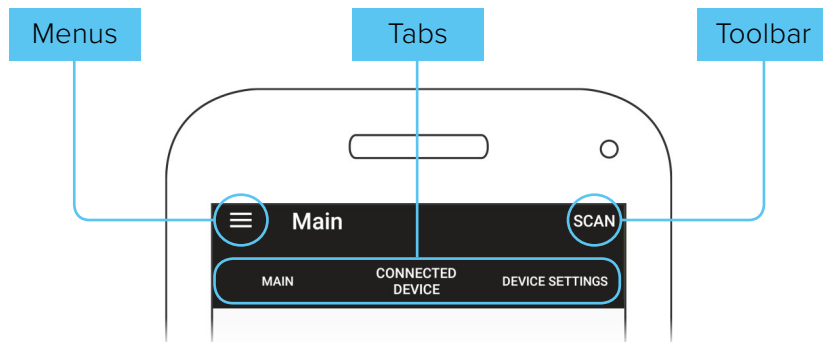 Menus
Tabs
Toolbar
Main
SCAN
MAIN
CONNECTED
DEVICE
DEVICE SETTINGS